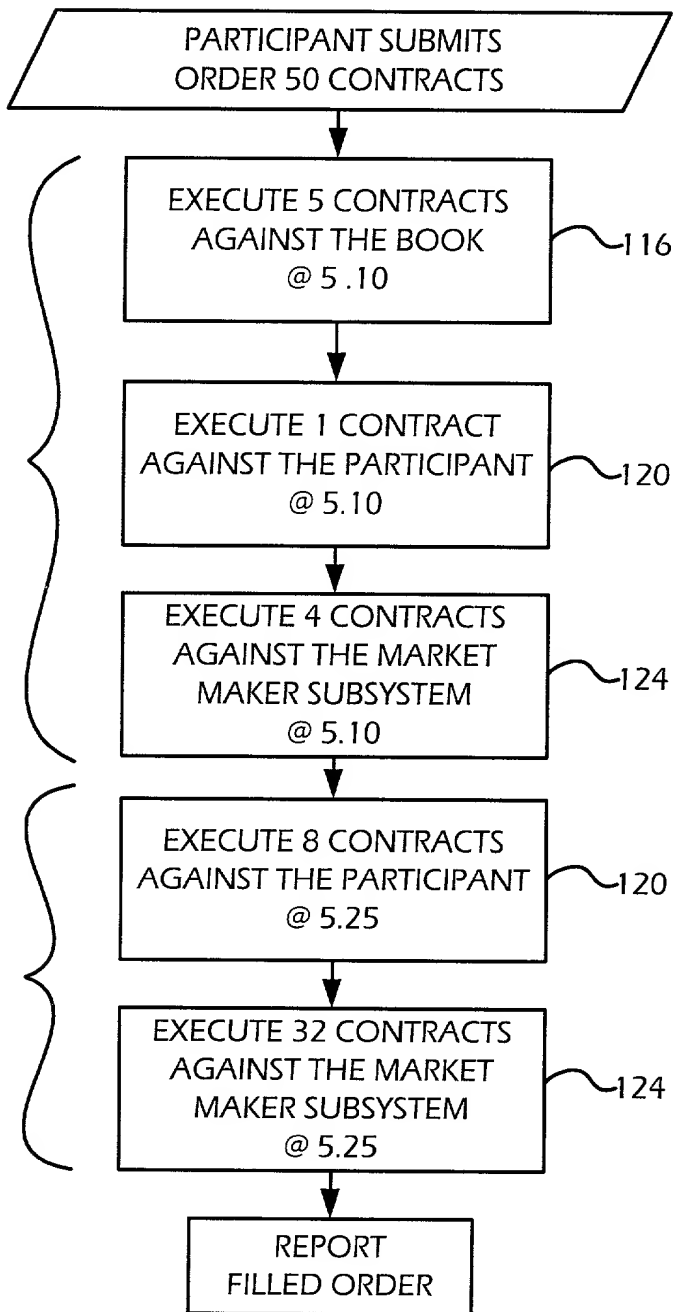 PARTICIPANT SUBMITS
ORDER 50 CONTRACTS
EXECUTE 5 CONTRACTS
AGAINST THE BOOK
@ 5 .10
116
EXECUTE 1 CONTRACT
AGAINST THE PARTICIPANT
@ 5.10
120
EXECUTE 4 CONTRACTS
AGAINST THE MARKET
MAKER SUBSYSTEM
@ 5.10
124
EXECUTE 8 CONTRACTS
AGAINST THE PARTICIPANT
@ 5.25
120
EXECUTE 32 CONTRACTS
AGAINST THE MARKET
MAKER SUBSYSTEM
@ 5.25
124
REPORT
FILLED ORDER